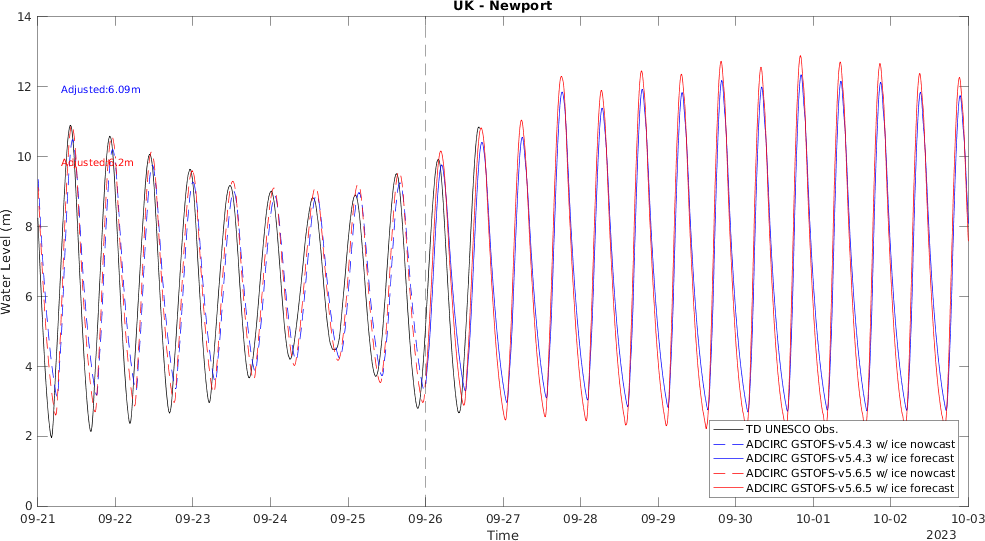 UK - Newport
14
12
10
8
6
4
2
0
Water Level (m)
Adjusted:6.09m
Adjusted:6.2m
TD UNESCO Obs.
ADCIRC GSTOFS-v5.4.3 w/ ice nowcast
ADCIRC GSTOFS-v5.4.3 w/ ice forecast
ADCIRC GSTOFS-v5.6.5 w/ ice nowcast
ADCIRC GSTOFS-v5.6.5 w/ ice forecast
09-21 09-22 09-23 09-24 09-25 09-26 09-27 09-28 09-29 09-30 10-01 10-02 10-03
Time
2023